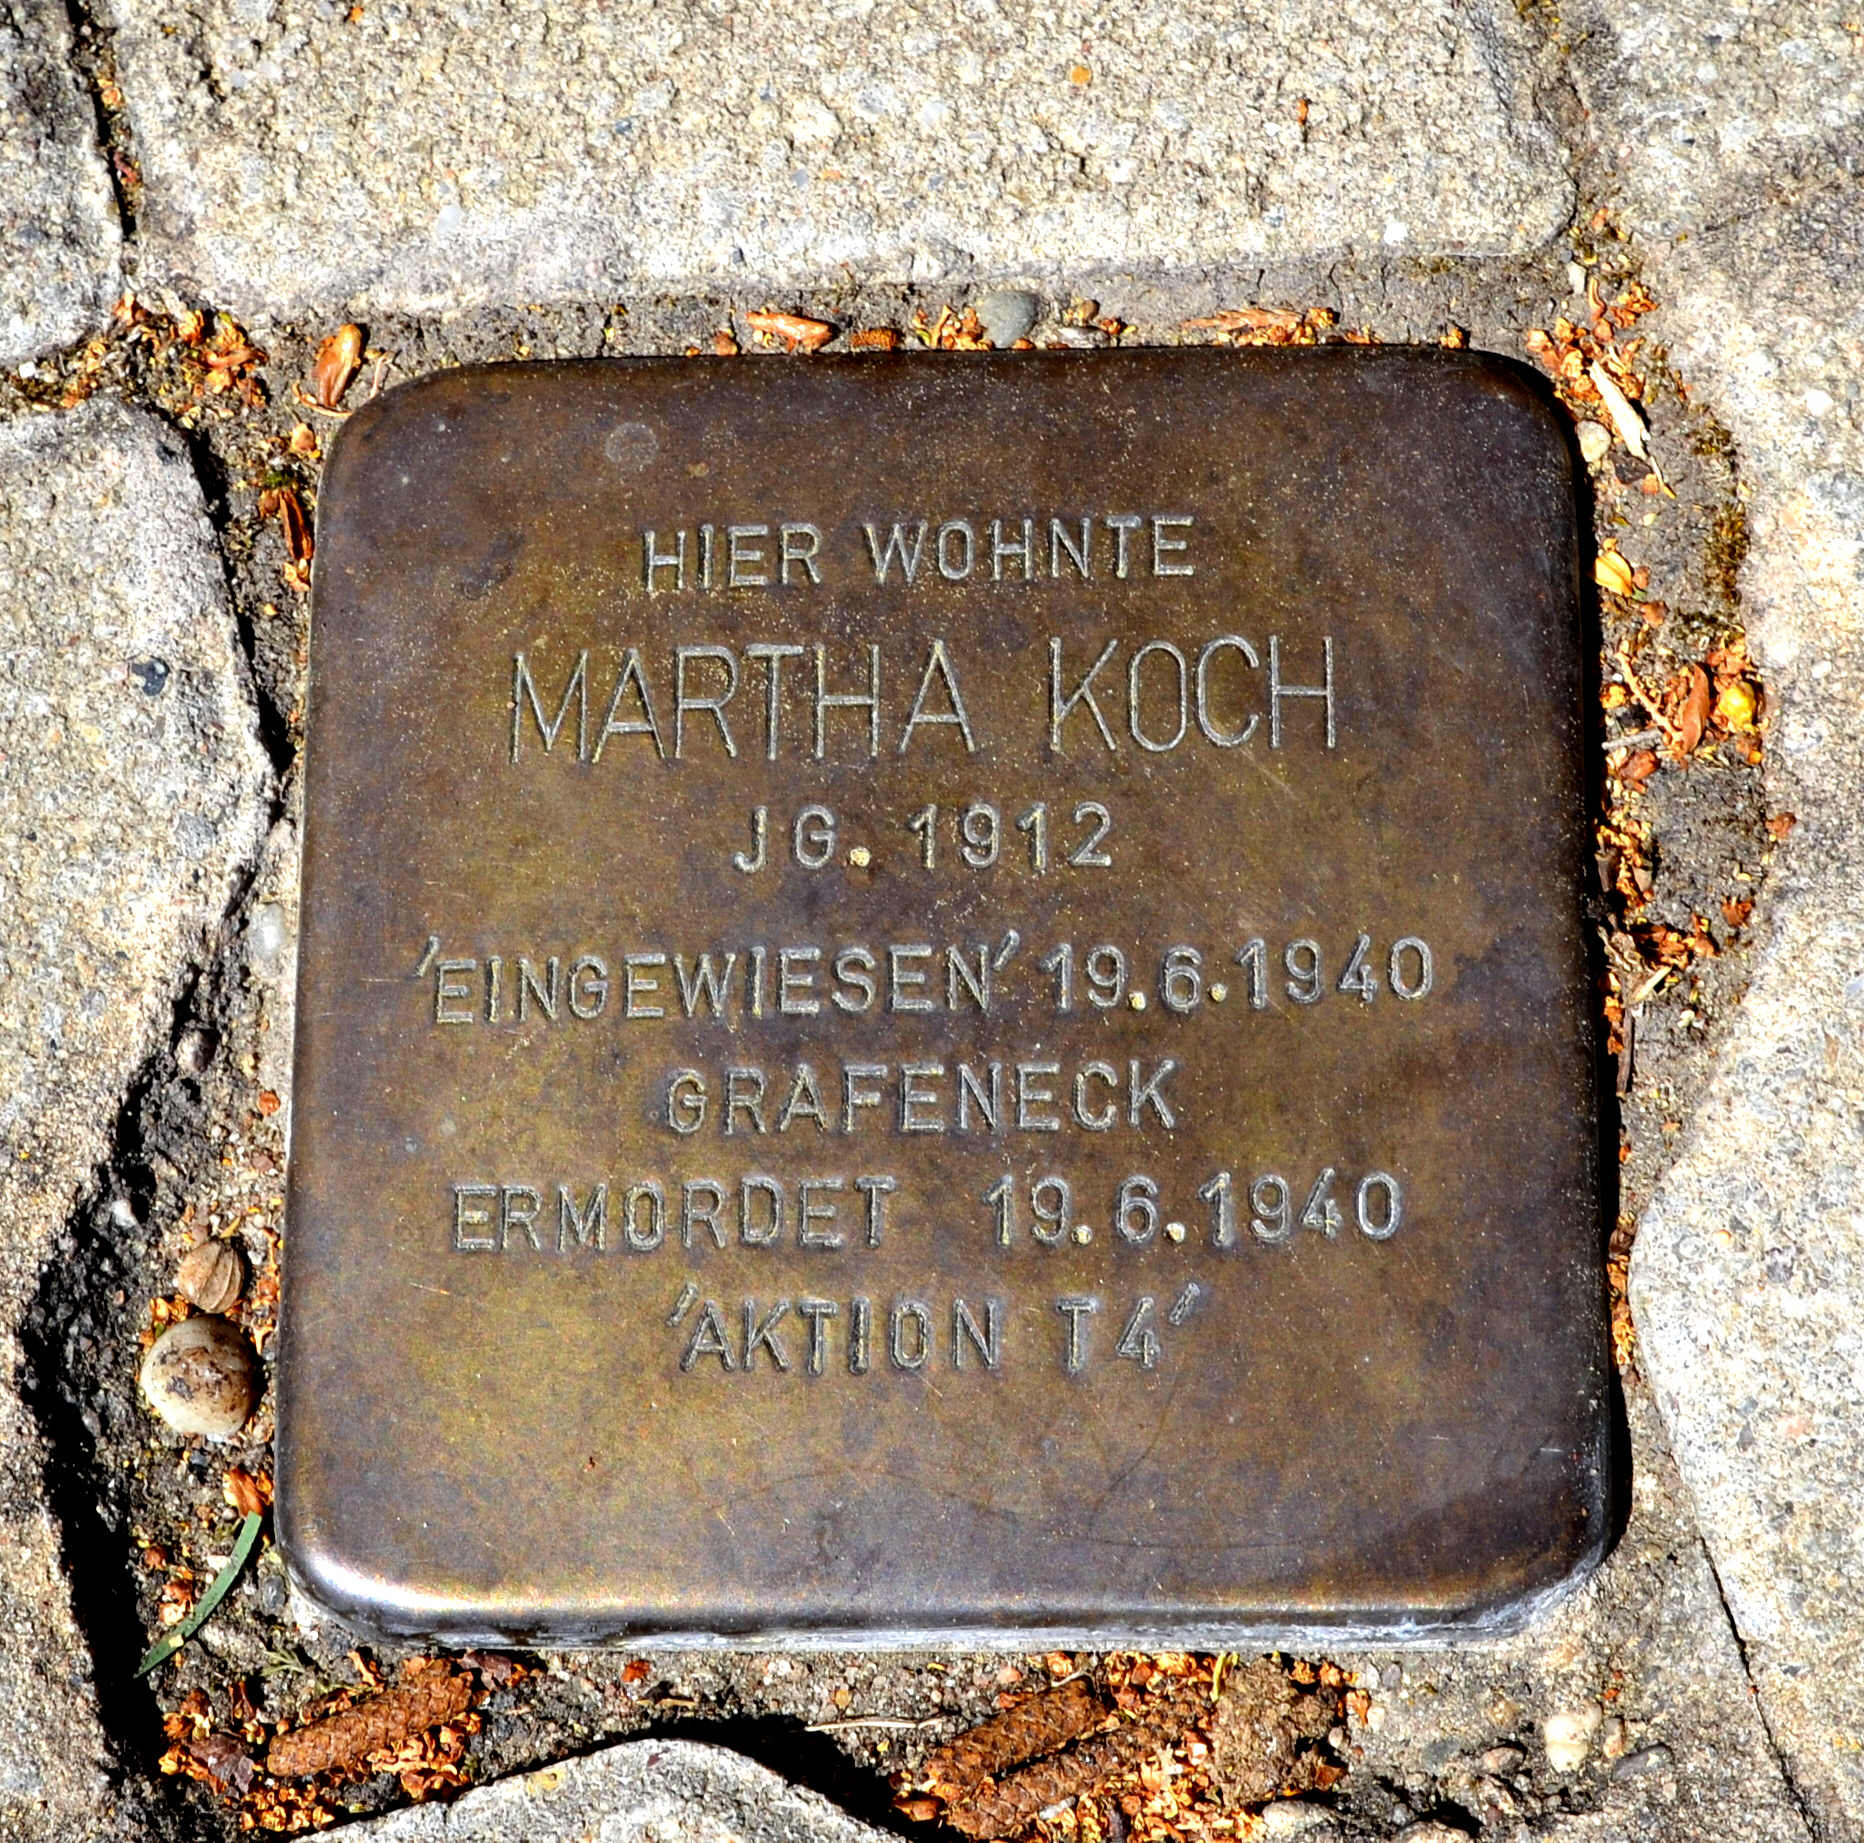 HIER WOHNTE
MARTHA KOCH
JG. 1912
'EINGEWIESEN' 19.6.1940
GRAFENECK
ERMORDET 19.6.1940
'AKTION T4'